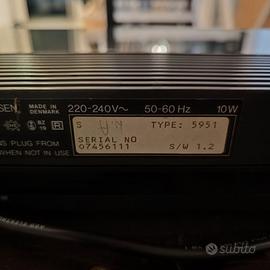 SEN MADE IN DENMARK 220-240V~ 50-60 Hz 10W
S N.A TYPE: 5951
SERIAL NO
07456111 S/W 1.2
S PLUG FROM
WHEN NOT IN USE
subito